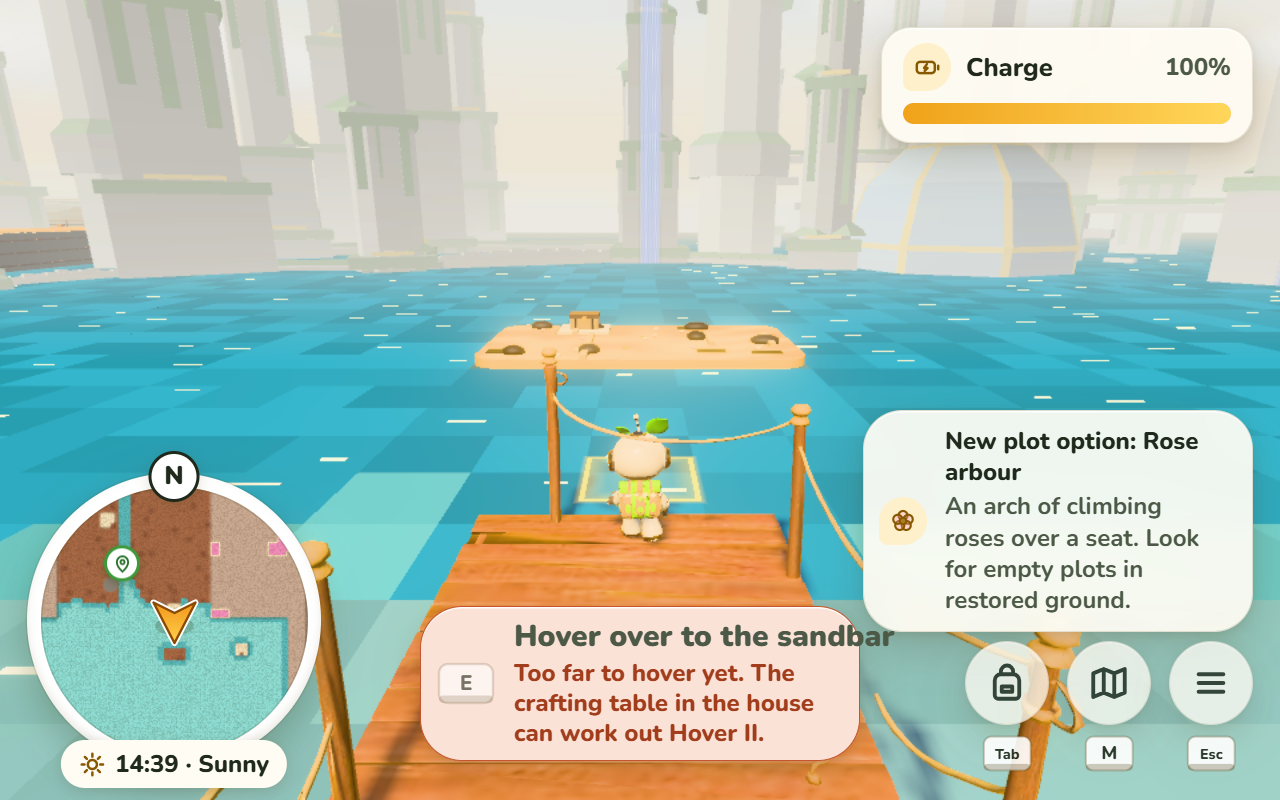 Charge 100%
New plot option: Rose
arbour
An arch of climbing
roses over a seat. Look
for empty plots in
restored ground.
N
Hover over to the sandbar
E
Too far to hover yet. The
crafting table in the house
can work out Hover II.
14:39 · Sunny
Tab
M
Esc